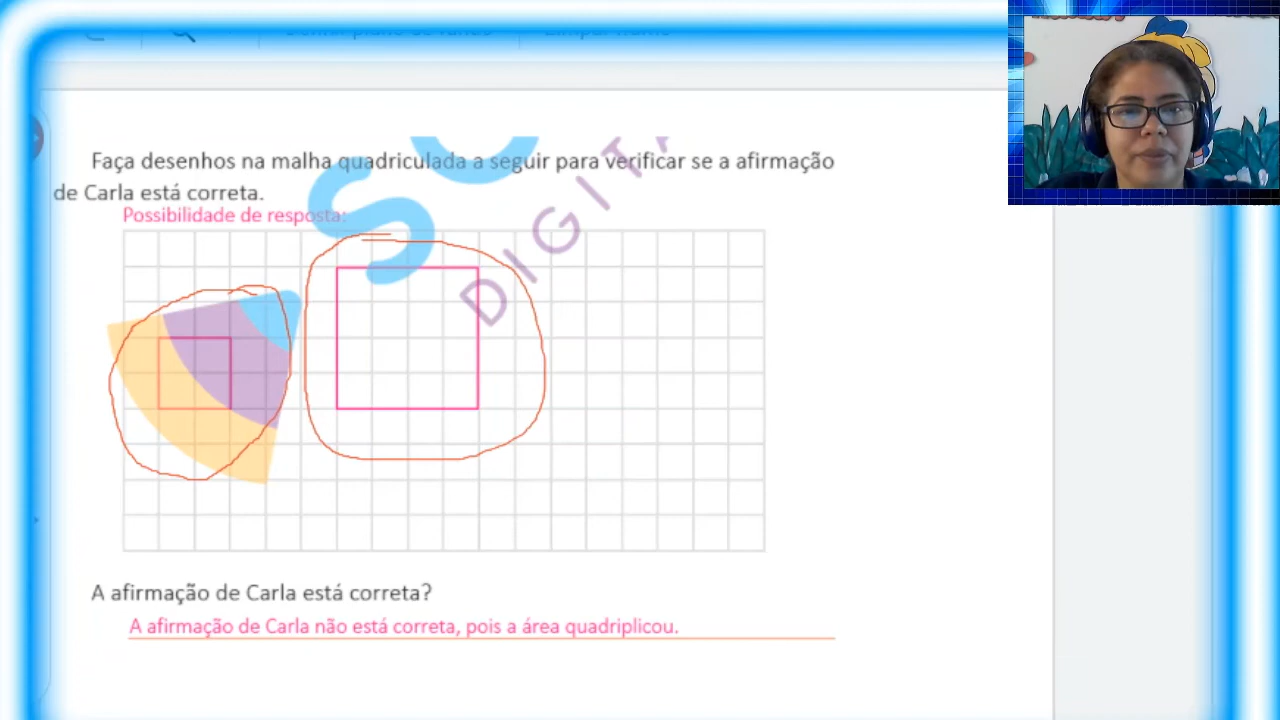 Faça desenhos na malha quadriculada a seguir para verificar se a afirmação
de Carla está correta.
Possibilidade de resposta:
DIGIT
A afirmação de Carla está correta?
A afirmação de Carla não está correta, pois a área quadriplicou.